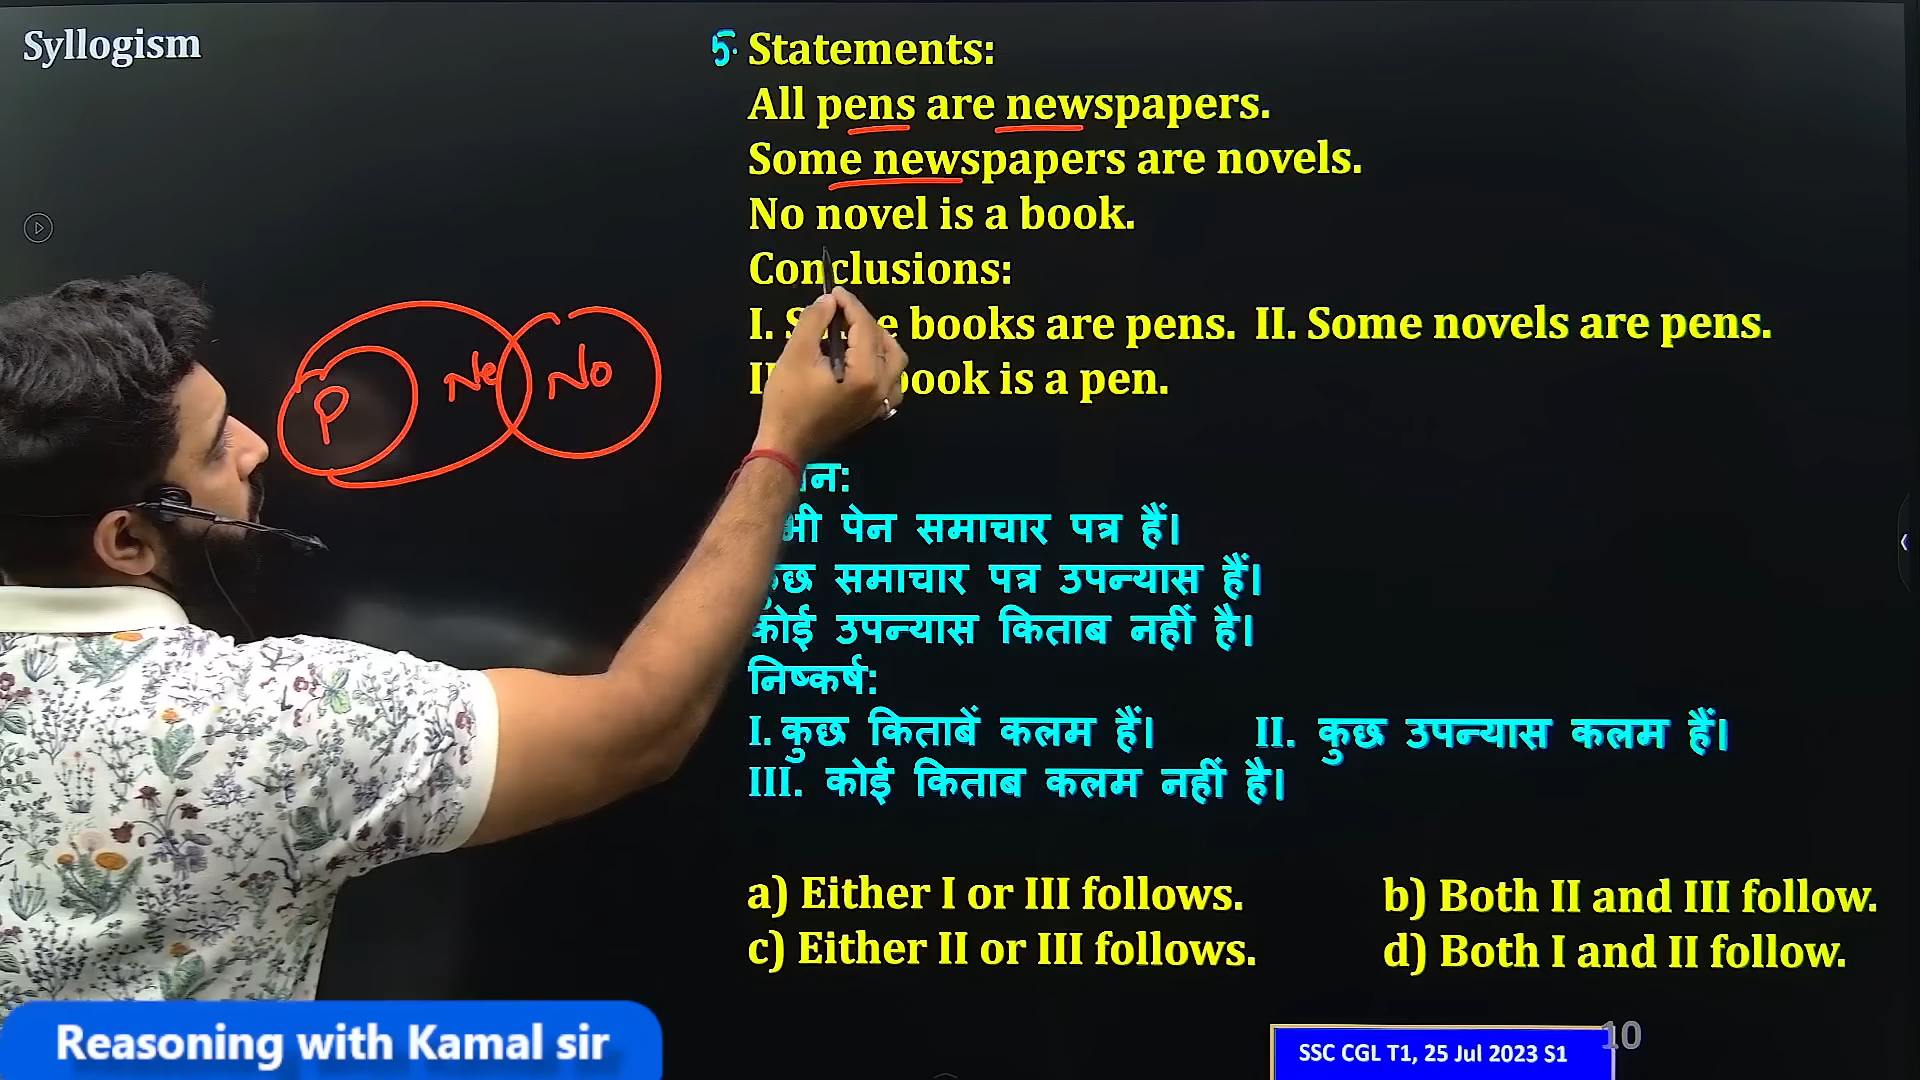 Syllogism
5. Statements:
All pens are newspapers.
Some newspapers are novels.
No novel is a book.
Conclusions:
I. books are pens. II. Some novels are pens.
book is a pen.
P Ne No
पेन समाचार पत्र हैं।
समाचार पत्र उपन्यास हैं।
कोई उपन्यास किताब नहीं है।
निष्कर्ष:
I. कुछ किताबें कलम हैं। II. कुछ उपन्यास कलम हैं।
III. कोई किताब कलम नहीं है।
a) Either I or III follows. b) Both II and III follow.
c) Either II or III follows. d) Both I and II follow.
Reasoning with Kamal sir
SSC CGL T1, 25 Jul 2023 S1
10